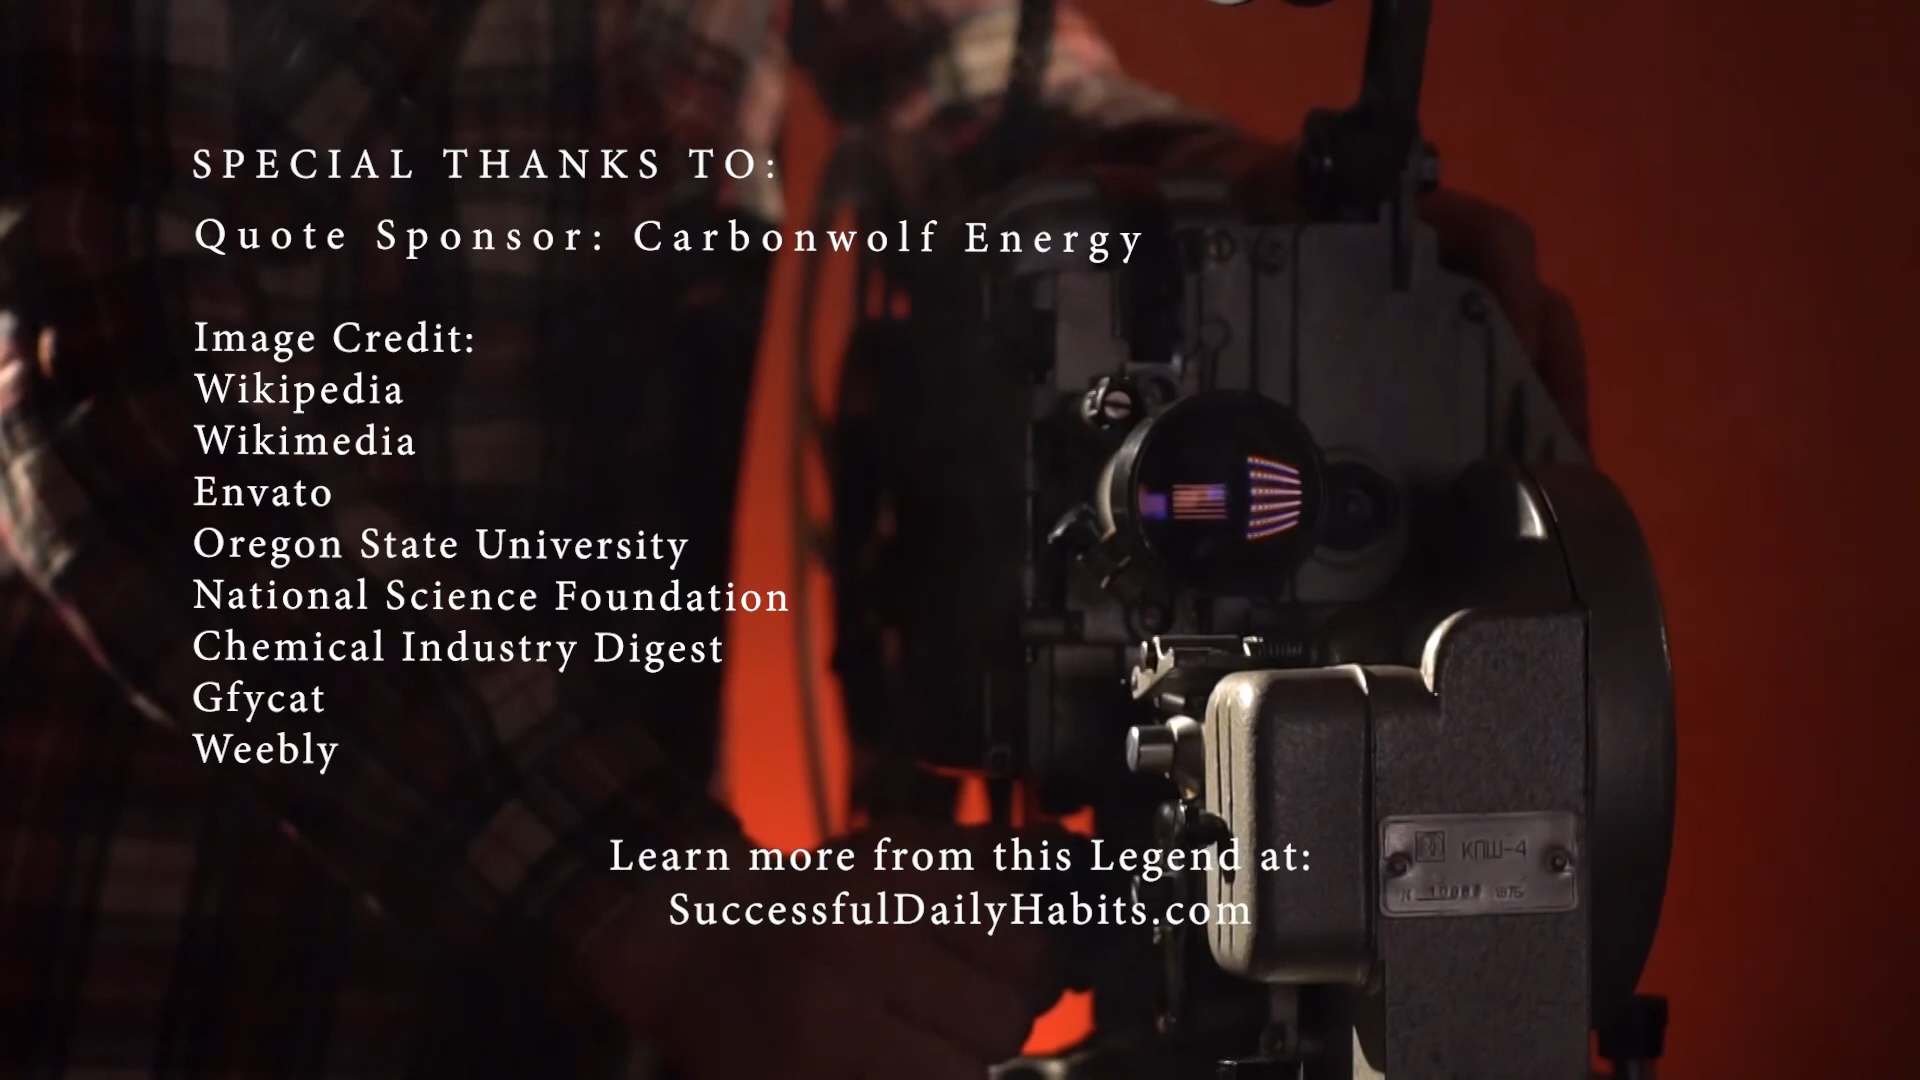 SPECIAL THANKS TO:
Quote Sponsor: Carbonwolf Energy
Image Credit:
Wikipedia
Wikimedia
Envato
Oregon State University
National Science Foundation
Chemical Industry Digest
Gfycat
Weebly
Learn more from this Legend at:
SuccessfulDailyHabits.com
КПШ-4